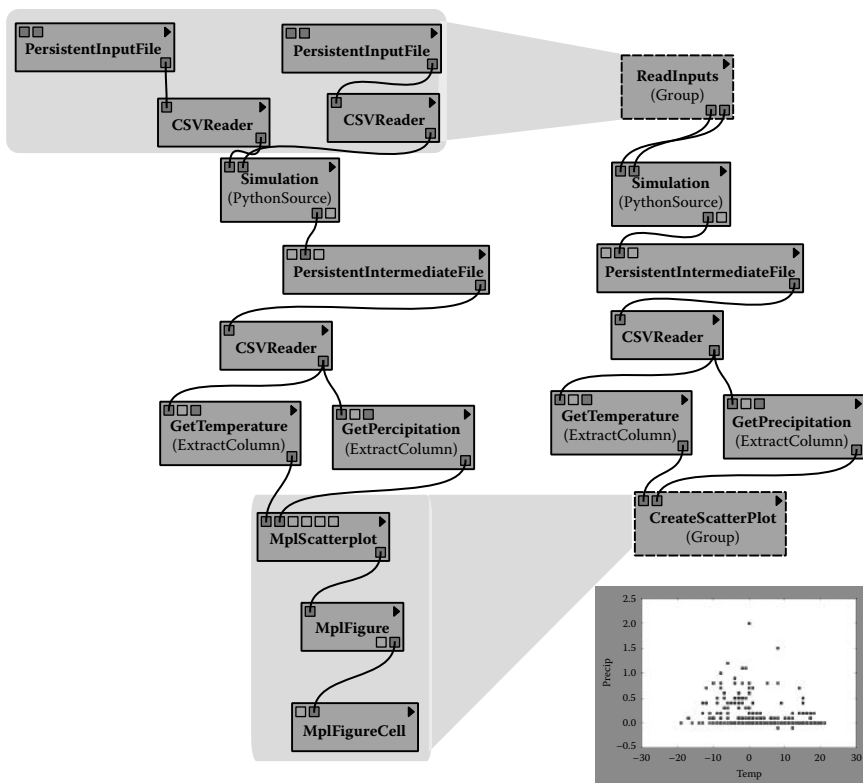 PersistentInputFile
PersistentInputFile
CSVReader
CSVReader
Simulation
(PythonSource)
PersistentIntermediateFile
CSVReader
GetTemperature
(ExtractColumn)
GetPercipitation
(ExtractColumn)
MplScatterplot
MplFigure
MplFigureCell
ReadInputs
(Group)
Simulation
(PythonSource)
PersistentIntermediateFile
CSVReader
GetTemperature
(ExtractColumn)
GetPrecipitation
(ExtractColumn)
CreateScatterPlot
(Group)
2.5
2.0
1.5
1.0
0.5
0.0
−0.5
Precip
−30
−20
−10
0
10
20
30
Temp